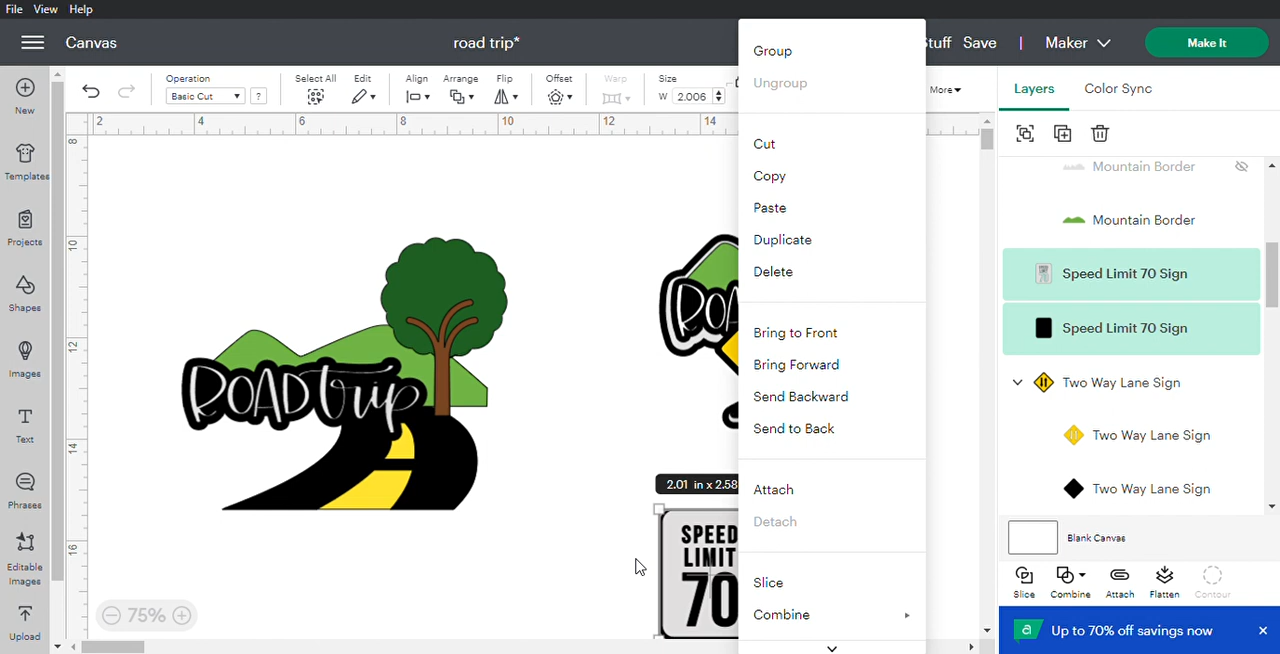 File View Help
Canvas
road trip*
Stuff Save | Maker
Make It
New
Templates
Projects
Shapes
Images
Text
Phrases
Editable
Images
Upload
Operation
Basic Cut
?
Select All
Edit
Align
Arrange
Flip
Offset
Warp
Size
W 2.006
More
2 4 6 8 10 12 14
8
10
12
14
16
ROAD trip
ROA
2.01 in x 2.58
SPEED
LIMIT
70
75%
Group
Ungroup
Cut
Copy
Paste
Duplicate
Delete
Bring to Front
Bring Forward
Send Backward
Send to Back
Attach
Detach
Slice
Combine
Layers
Color Sync
Mountain Border
Mountain Border
Speed Limit 70 Sign
Speed Limit 70 Sign
Two Way Lane Sign
Two Way Lane Sign
Two Way Lane Sign
Blank Canvas
Slice
Combine
Attach
Flatten
Contour
a
Up to 70% off savings now